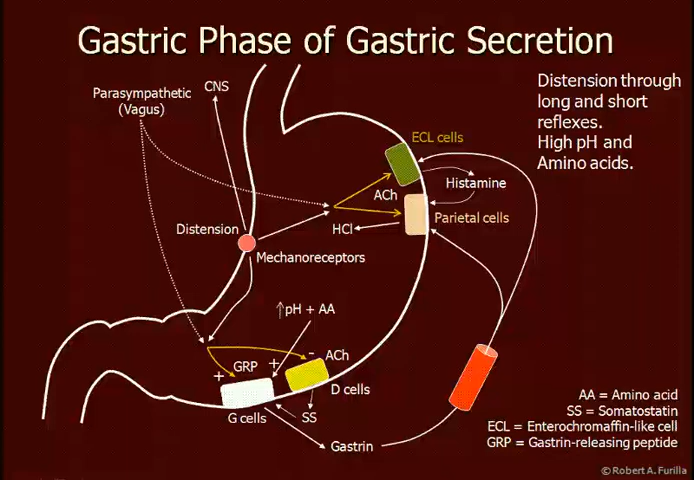 Gastric Phase of Gastric Secretion
Parasympathetic
(Vagus)
CNS
Distension through
long and short
reflexes.
High pH and
Amino acids.
ECL cells
Histamine
ACh
Parietal cells
HCl
Distension
Mechanoreceptors
↑pH + AA
GRP
+
+
-
ACh
D cells
G cells
SS
Gastrin
AA = Amino acid
SS = Somatostatin
ECL = Enterochromaffin-like cell
GRP = Gastrin-releasing peptide
© Robert A. Furilla